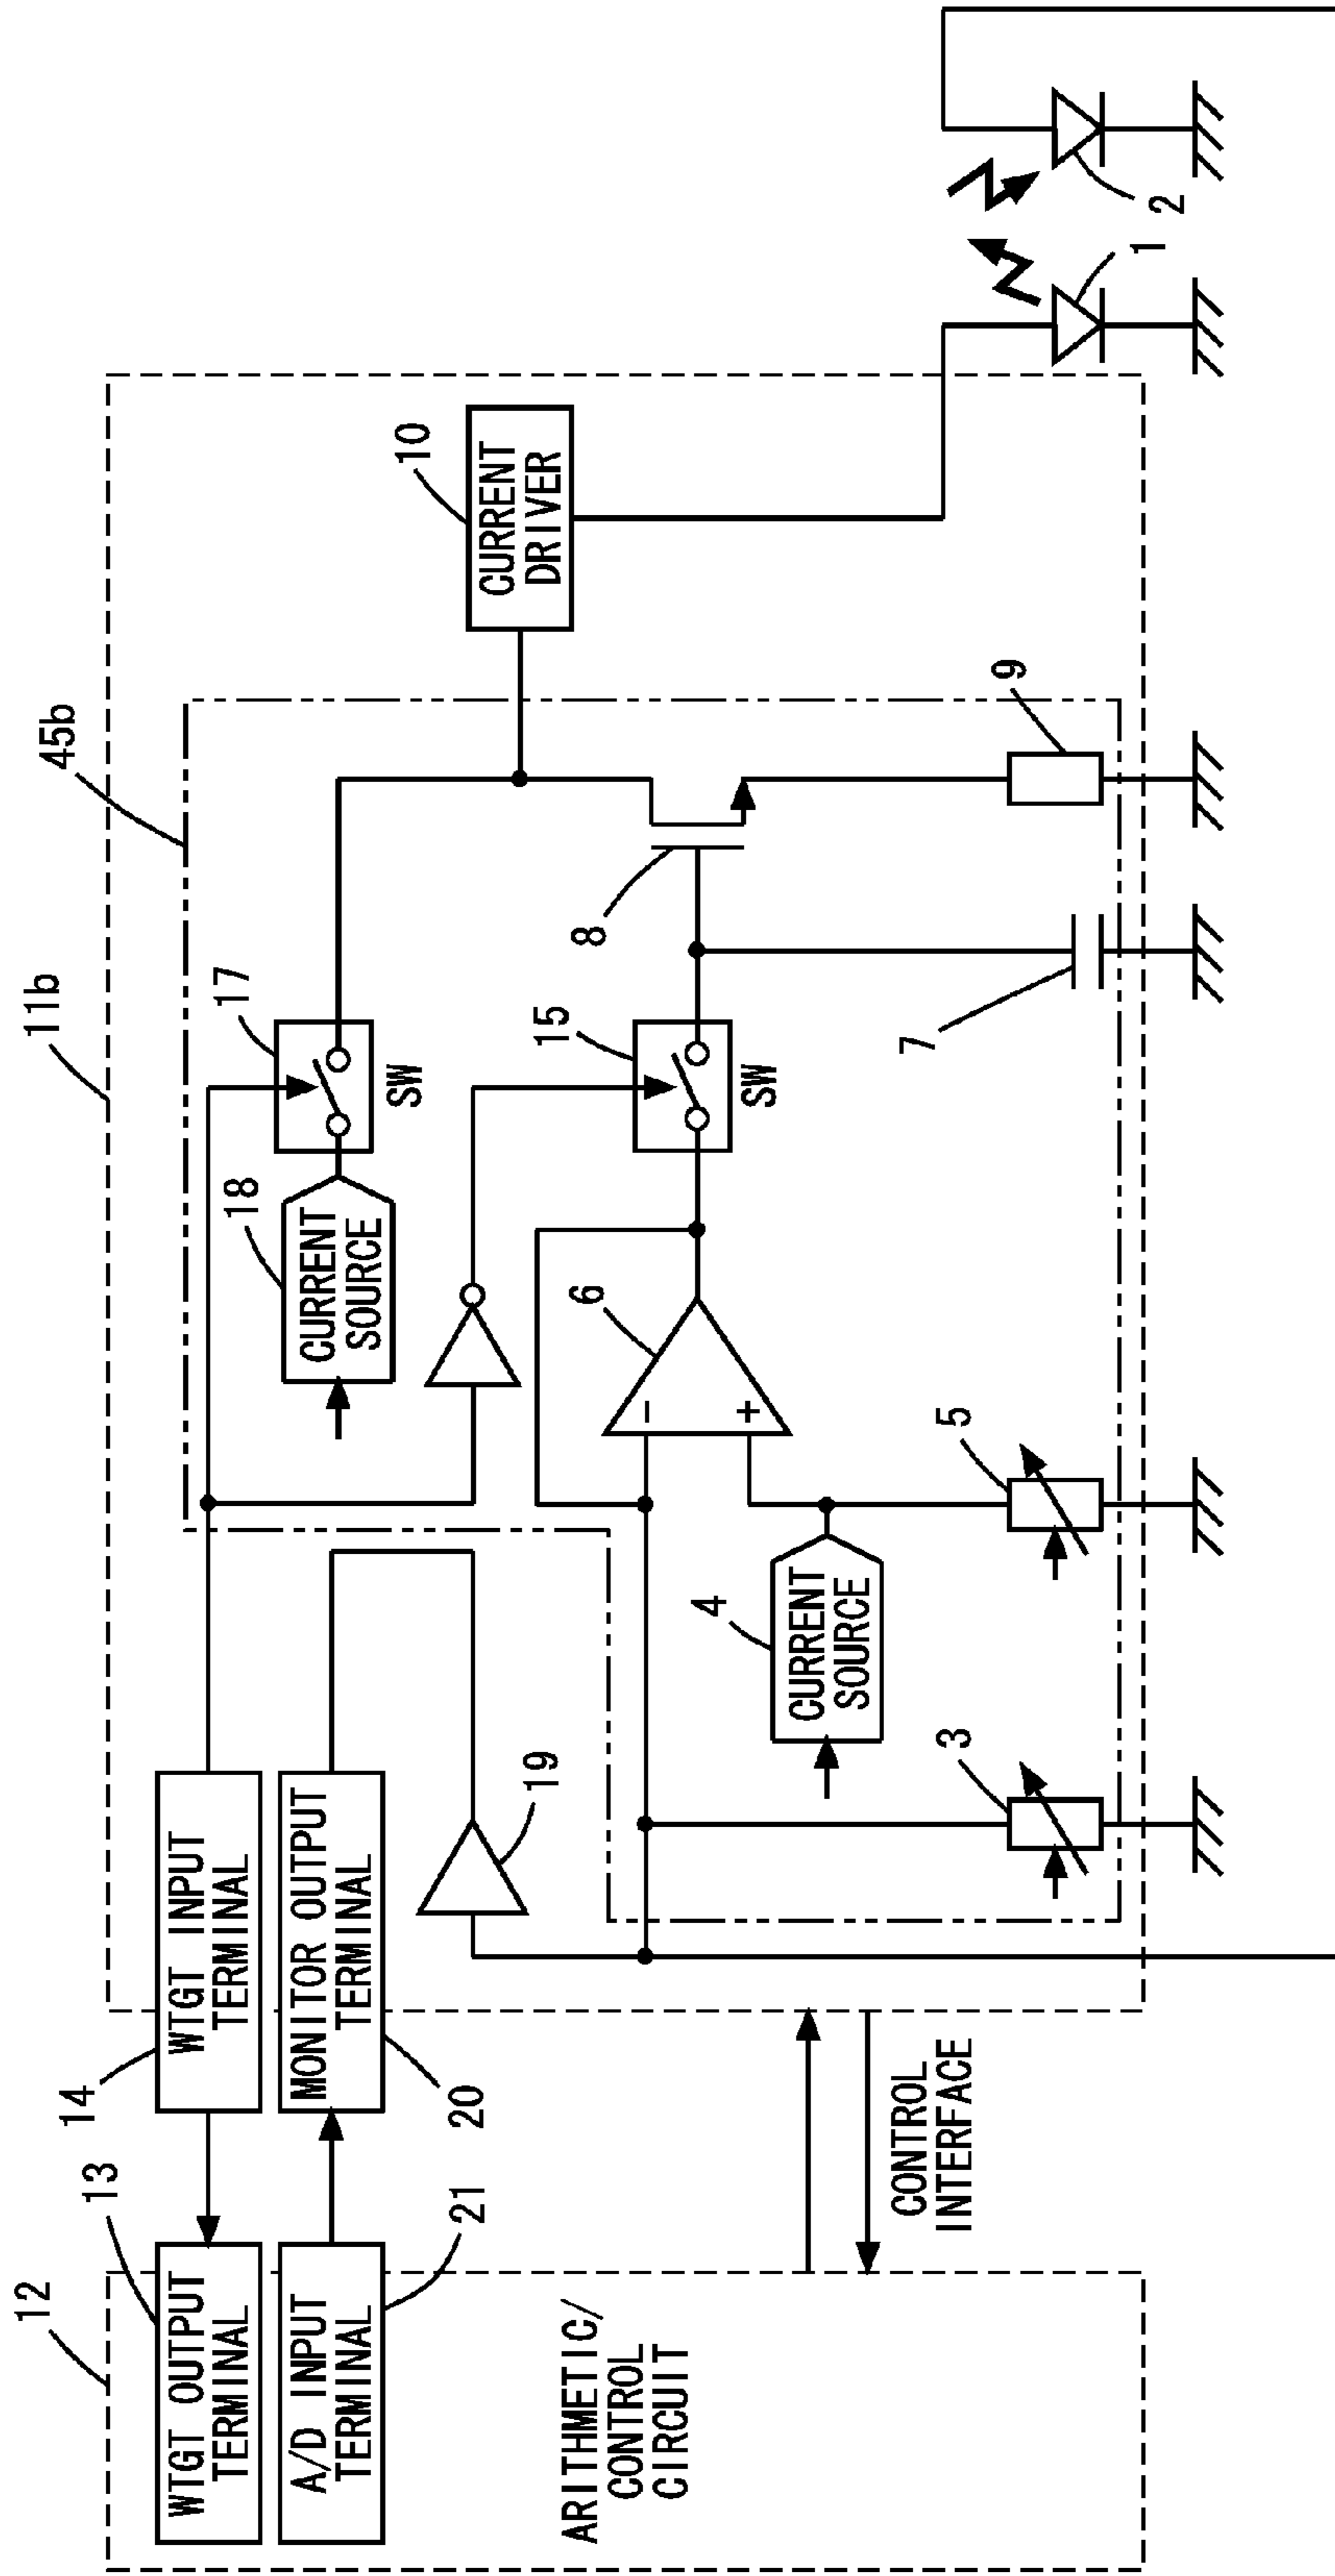 11b
45b
12
13
WTGT OUTPUT
TERMINAL
14
WTGT INPUT
TERMINAL
A/D INPUT
TERMINAL
21
MONITOR OUTPUT
TERMINAL
20
19
18
CURRENT
SOURCE
17
SW
10
CURRENT
DRIVER
6
-
+
15
SW
8
4
CURRENT
SOURCE
3
5
7
9
1
2
ARITHMETIC/
CONTROL
CIRCUIT
CONTROL
INTERFACE